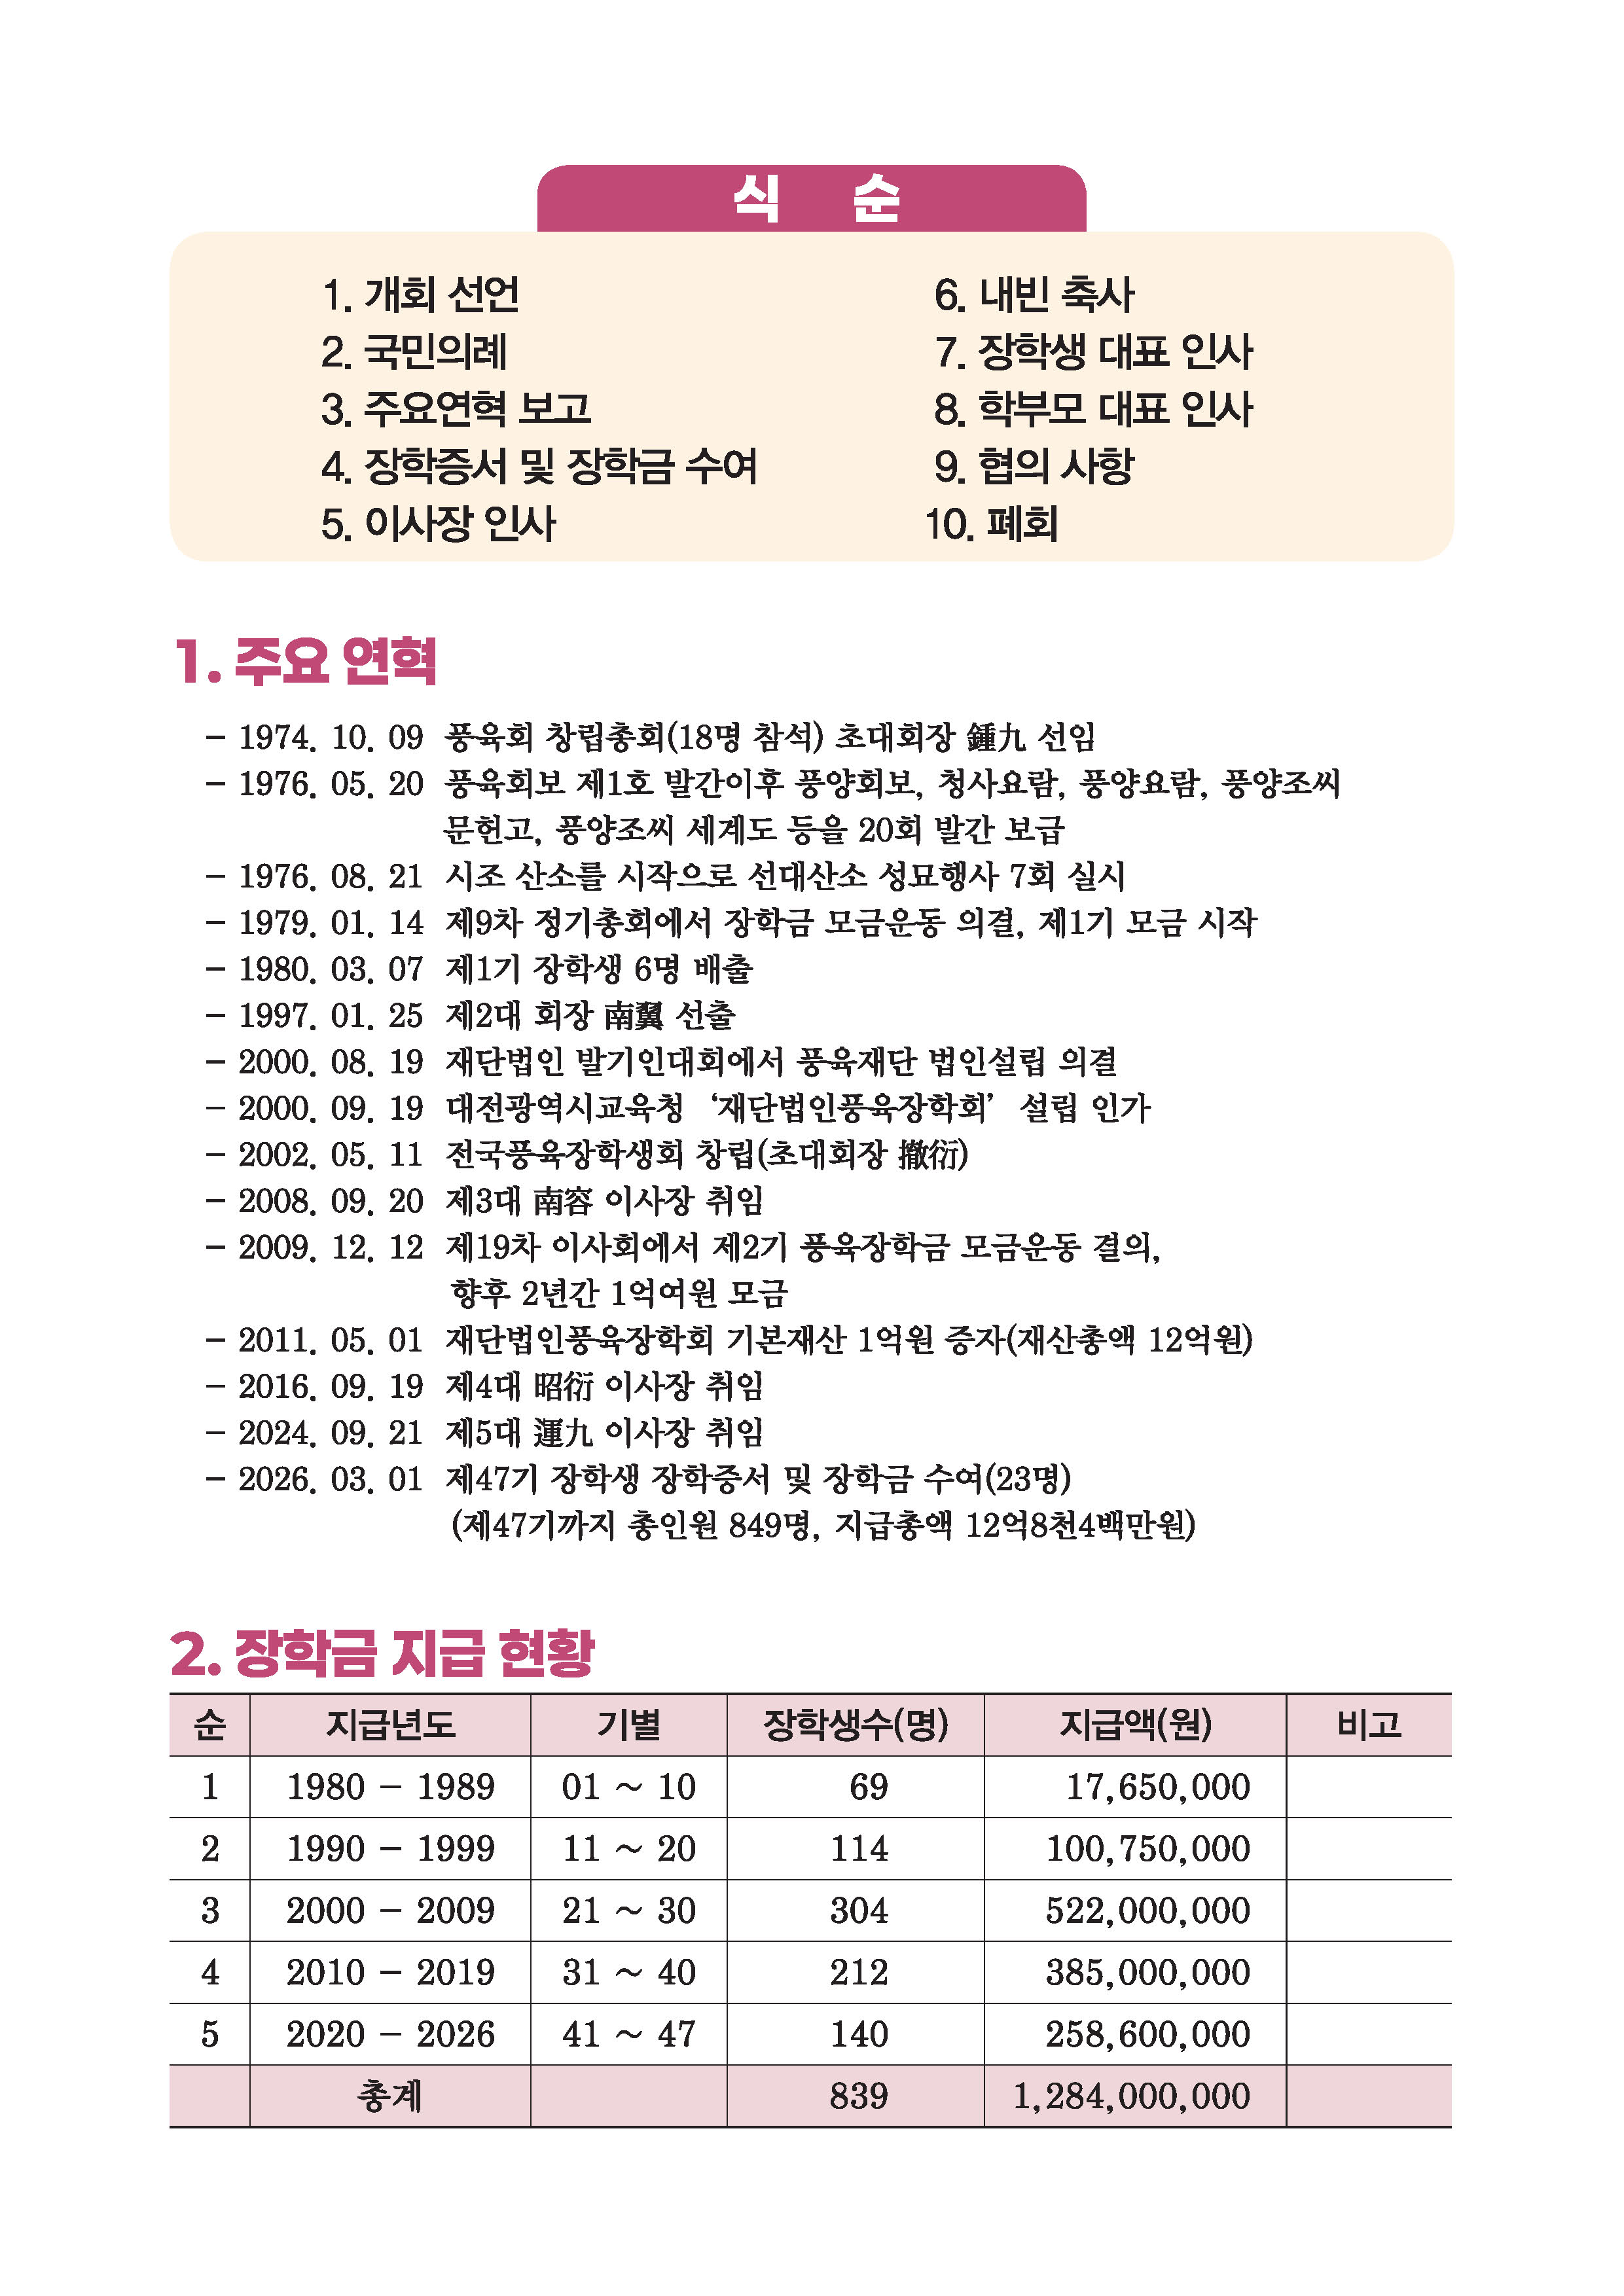 식 순
1. 개회 선언
2. 국민의례
3. 주요연혁 보고
4. 장학증서 및 장학금 수여
5. 이사장 인사
6. 내빈 축사
7. 장학생 대표 인사
8. 학부모 대표 인사
9. 협의 사항
10. 폐회
1. 주요 연혁
- 1974. 10. 09 풍육회 창립총회(18명 참석) 초대회장 鍾九 선임
- 1976. 05. 20 풍육회보 제1호 발간이후 풍양회보, 청사요람, 풍양요람, 풍양조씨
문헌고, 풍양조씨 세계도 등을 20회 발간 보급
- 1976. 08. 21 시조 산소를 시작으로 선대산소 성묘행사 7회 실시
- 1979. 01. 14 제9차 정기총회에서 장학금 모금운동 의결, 제1기 모금 시작
- 1980. 03. 07 제1기 장학생 6명 배출
- 1997. 01. 25 제2대 회장 南翼 선출
- 2000. 08. 19 재단법인 발기인대회에서 풍육재단 법인설립 의결
- 2000. 09. 19 대전광역시교육청 ‘재단법인풍육장학회’ 설립 인가
- 2002. 05. 11 전국풍육장학생회 창립(초대회장 撤衍)
- 2008. 09. 20 제3대 南容 이사장 취임
- 2009. 12. 12 제19차 이사회에서 제2기 풍육장학금 모금운동 결의,
향후 2년간 1억여원 모금
- 2011. 05. 01 재단법인풍육장학회 기본재산 1억원 증자(재산총액 12억원)
- 2016. 09. 19 제4대 昭衍 이사장 취임
- 2024. 09. 21 제5대 運九 이사장 취임
- 2026. 03. 01 제47기 장학생 장학증서 및 장학금 수여(23명)
(제47기까지 총인원 849명, 지급총액 12억8천4백만원)
2. 장학금 지급 현황
순 지급년도 기별 장학생수(명) 지급액(원) 비고
1 1980 - 1989 01 ~ 10 69 17,650,000
2 1990 - 1999 11 ~ 20 114 100,750,000
3 2000 - 2009 21 ~ 30 304 522,000,000
4 2010 - 2019 31 ~ 40 212 385,000,000
5 2020 - 2026 41 ~ 47 140 258,600,000
총계 839 1,284,000,000